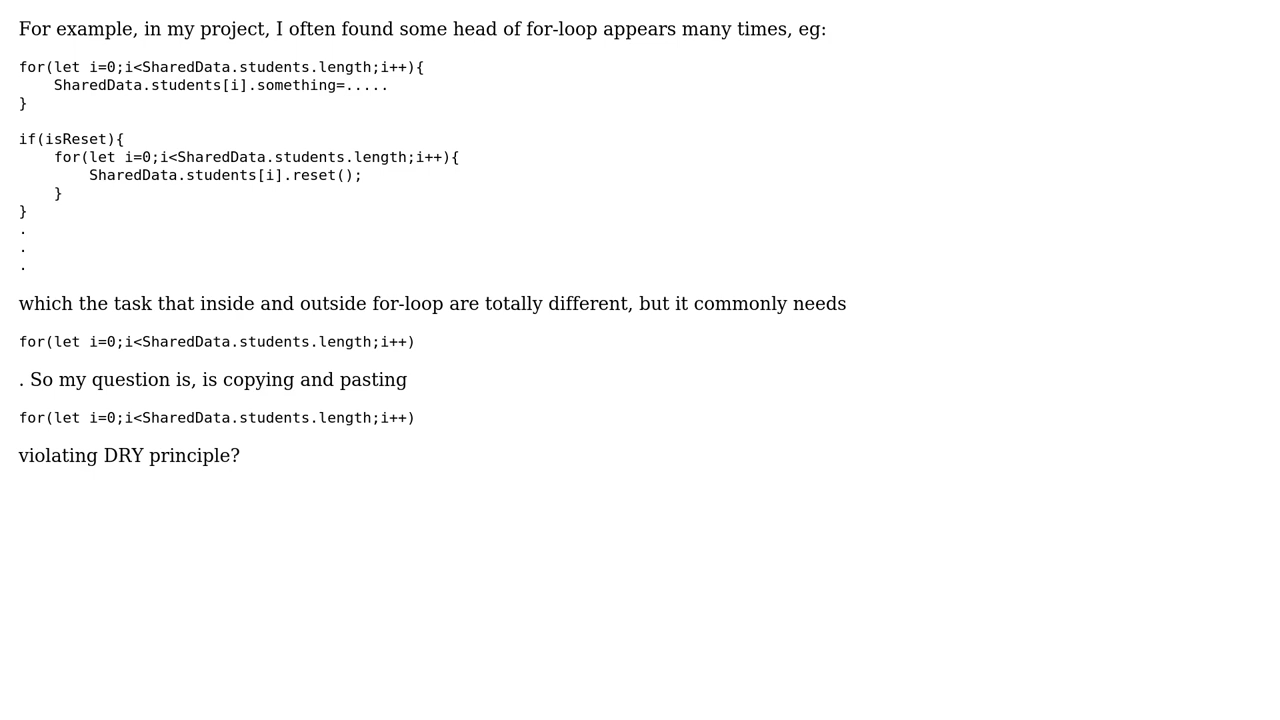 For example, in my project, I often found some head of for-loop appears many times, eg:
for(let i=0;i<SharedData.students.length;i++){
    SharedData.students[i].something=.....
}
if(isReset){
    for(let i=0;i<SharedData.students.length;i++){
        SharedData.students[i].reset();
    }
}
.
.
.
which the task that inside and outside for-loop are totally different, but it commonly needs
for(let i=0;i<SharedData.students.length;i++)
. So my question is, is copying and pasting
for(let i=0;i<SharedData.students.length;i++)
violating DRY principle?